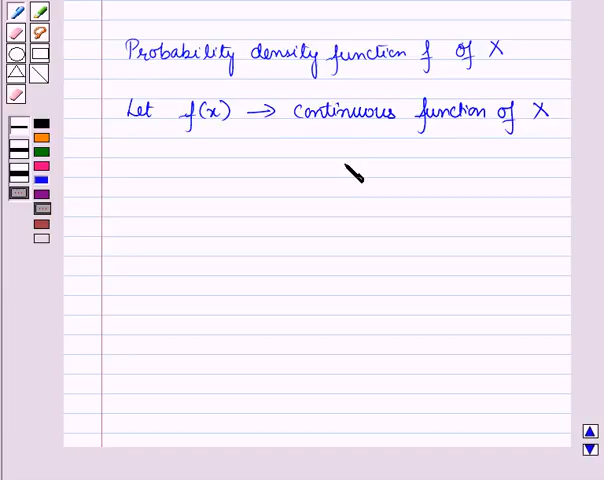 Probability density function f of X
Let f(x) → continuous function of X